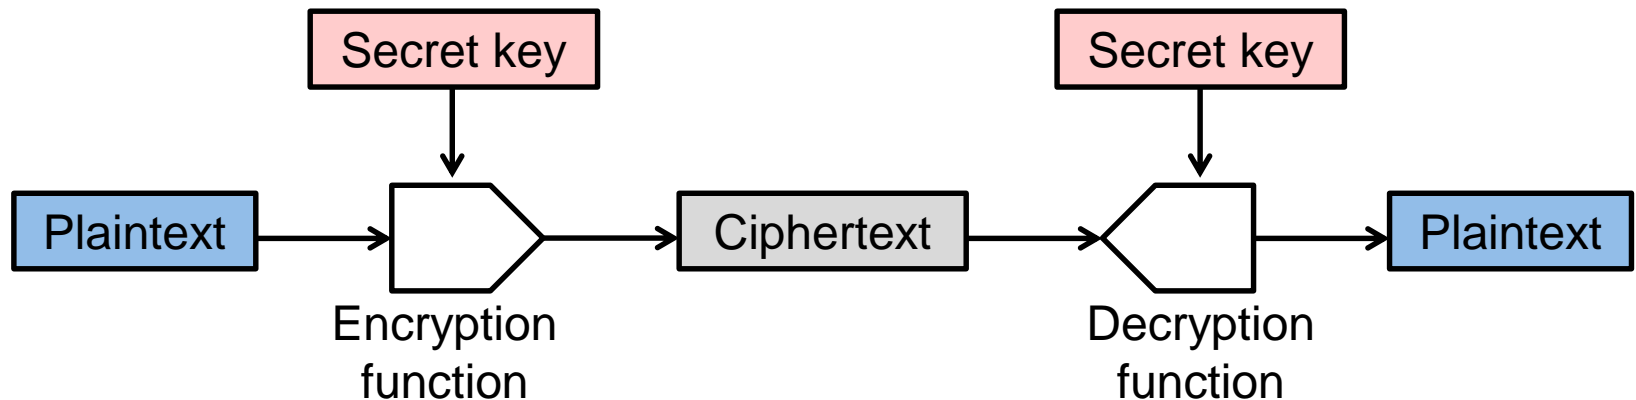 Secret key
Secret key
Plaintext
Ciphertext
Plaintext
Encryption
function
Decryption
function